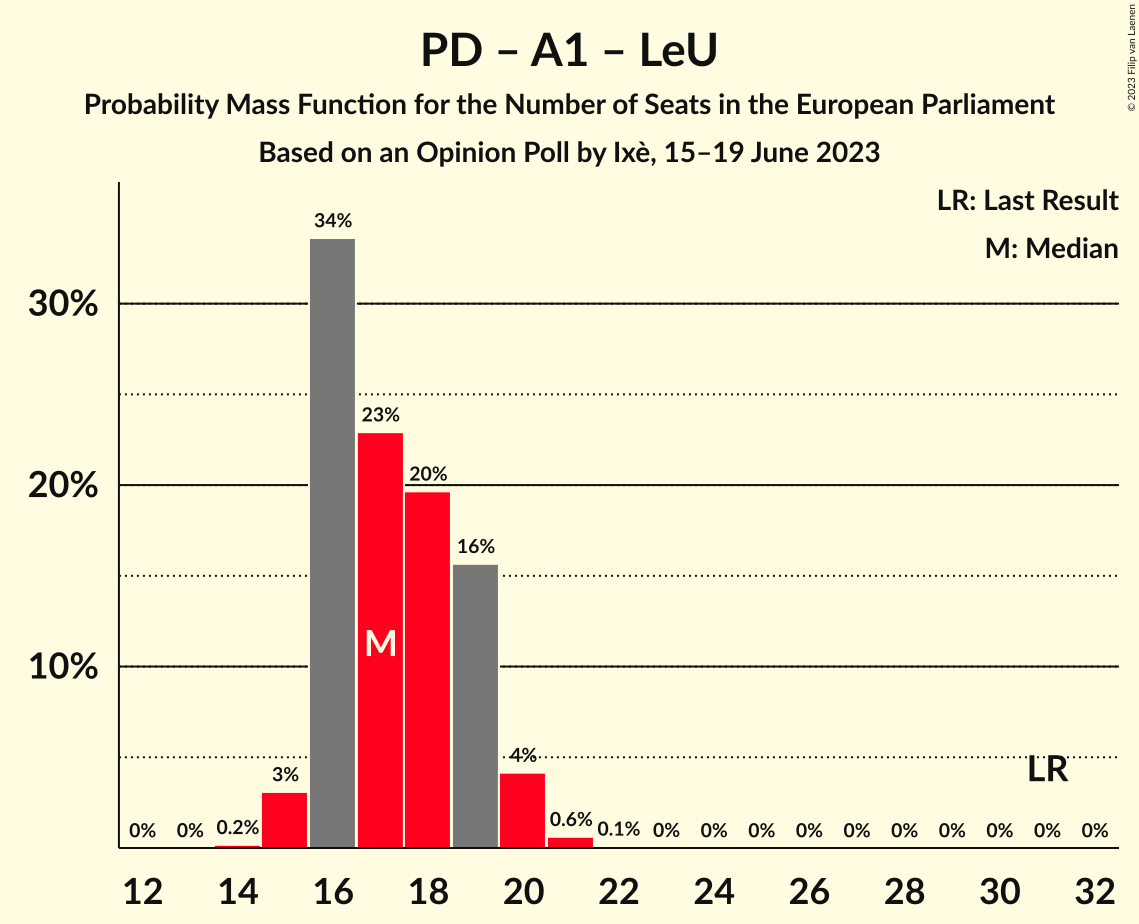 PD – A1 – LeU
Probability Mass Function for the Number of Seats in the European Parliament
Based on an Opinion Poll by Ixè, 15–19 June 2023
© 2023 Filip van Laenen
LR: Last Result
M: Median
34%
30%
23%
20%
20%
16%
M
10%
4%
LR
3%
0% 0% 0.2% 0.6% 0.1% 0% 0% 0% 0% 0% 0% 0% 0% 0% 0%
12 14 16 18 20 22 24 26 28 30 32